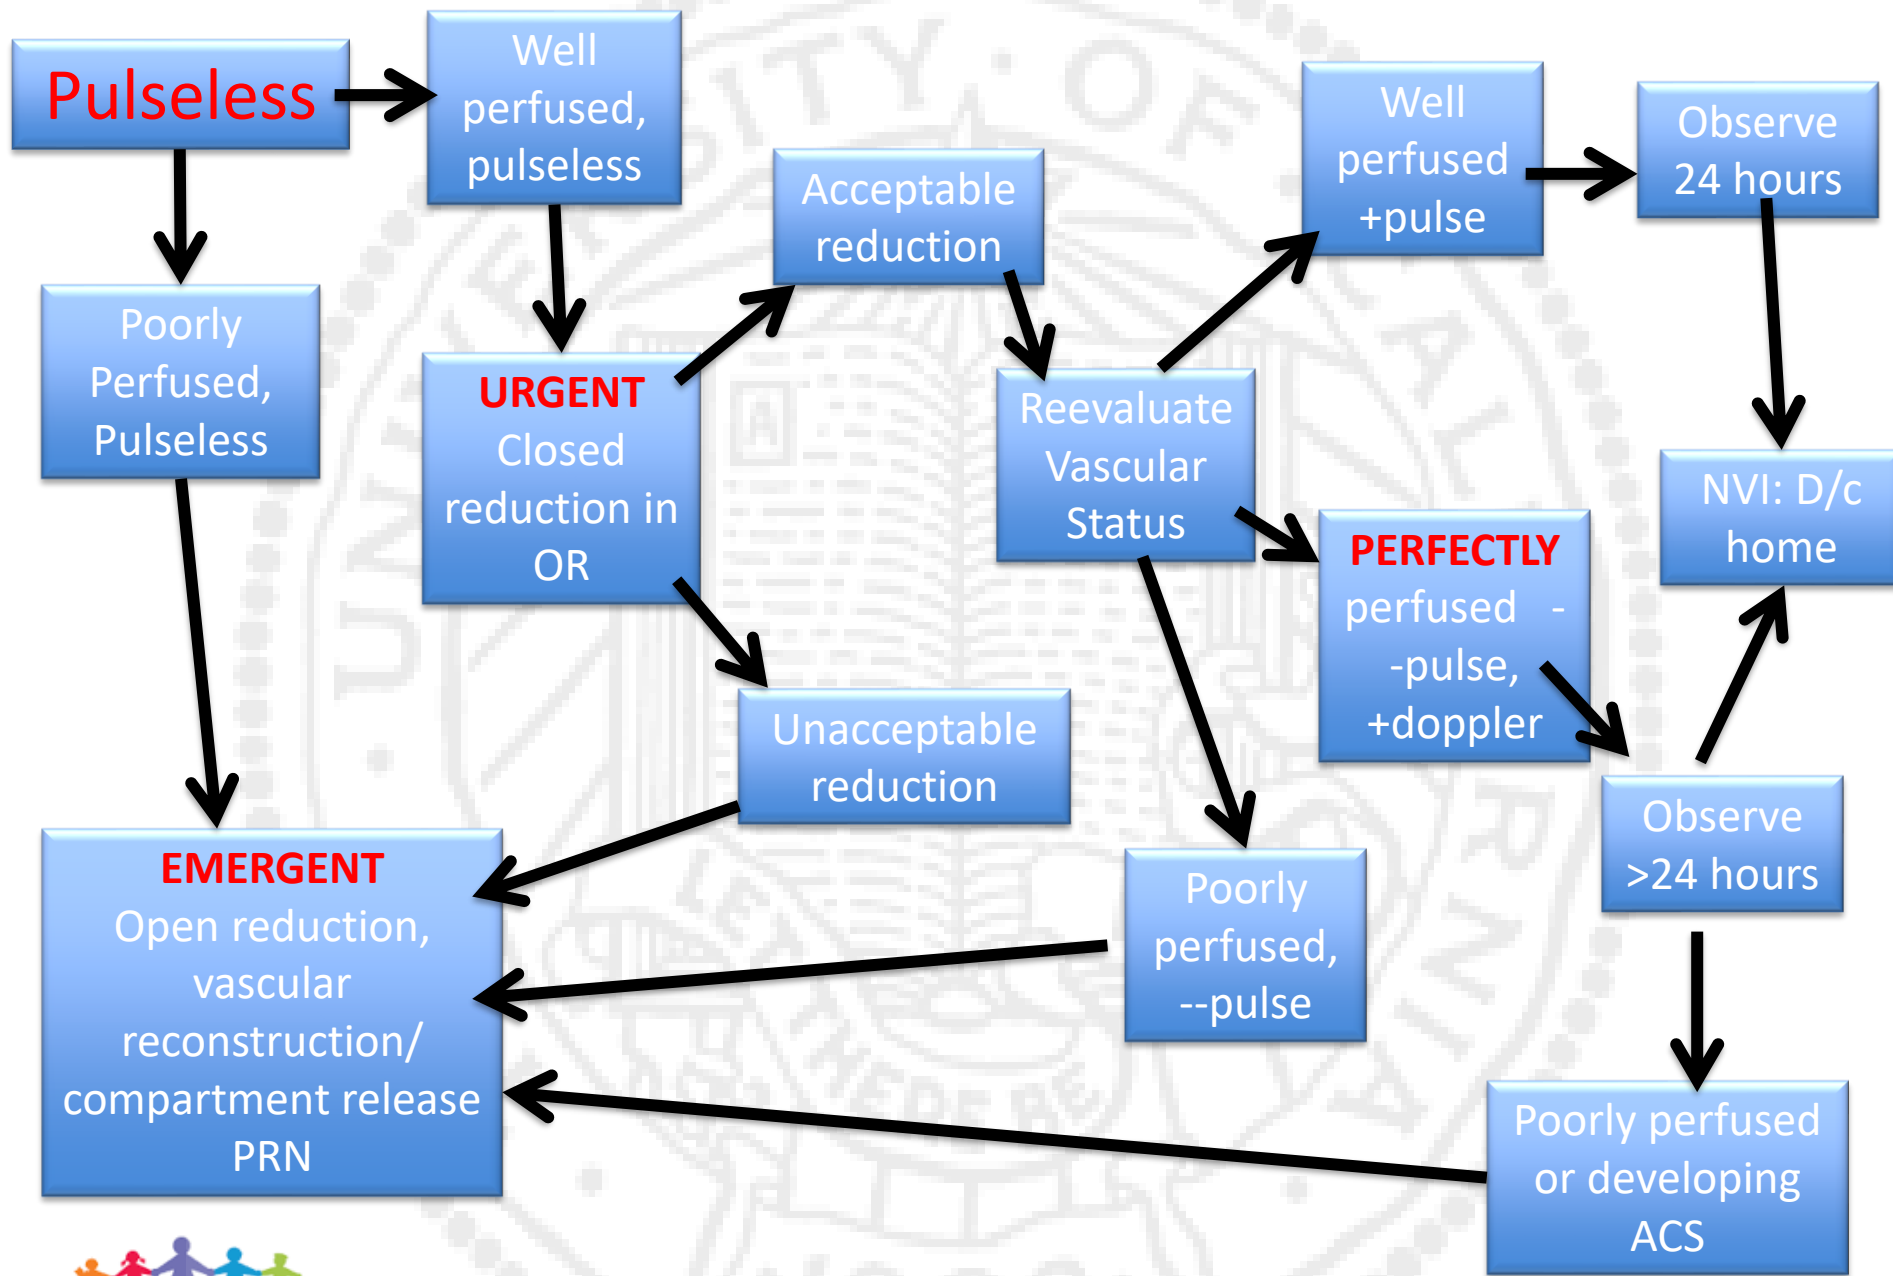 Pulseless
Well
perfused,
pulseless
Poorly
Perfused,
Pulseless
URGENT
Closed
reduction in
OR
Acceptable
reduction
Unacceptable
reduction
Reevaluate
Vascular
Status
Well
perfused
+pulse
Observe
24 hours
PERFECTLY
perfused -
-pulse,
+doppler
NVI: D/c
home
Observe
>24 hours
Poorly
perfused,
--pulse
Poorly perfused
or developing
ACS
EMERGENT
Open reduction,
vascular
reconstruction/
compartment release
PRN